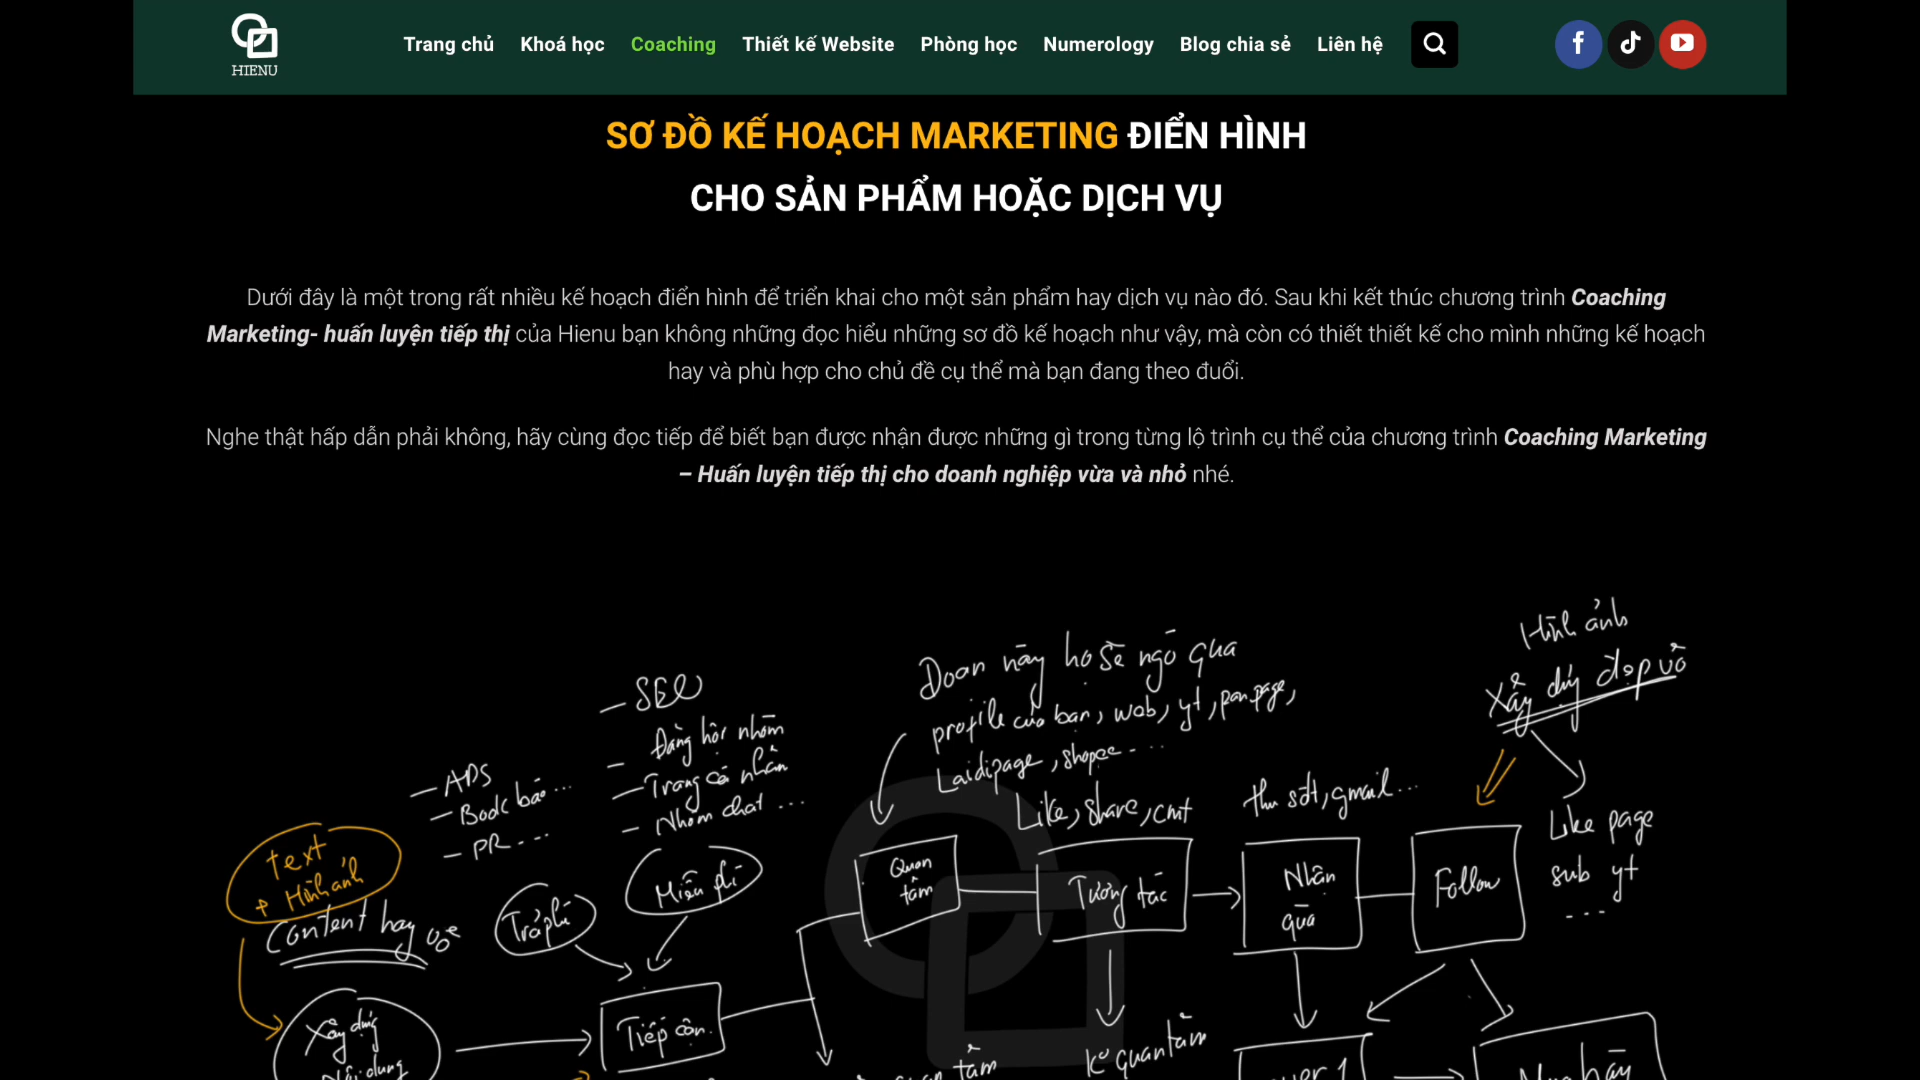 HIENU
Trang chủ Khoá học Coaching Thiết kế Website Phòng học Numerology Blog chia sẻ Liên hệ
SƠ ĐỒ KẾ HOẠCH MARKETING ĐIỂN HÌNH
CHO SẢN PHẨM HOẶC DỊCH VỤ
Dưới đây là một trong rất nhiều kế hoạch điển hình để triển khai cho một sản phẩm hay dịch vụ nào đó. Sau khi kết thúc chương trình Coaching
Marketing- huấn luyện tiếp thị của Hienu bạn không những đọc hiểu những sơ đồ kế hoạch như vậy, mà còn có thiết thiết kế cho mình những kế hoạch
hay và phù hợp cho chủ đề cụ thể mà bạn đang theo đuổi.
Nghe thật hấp dẫn phải không, hãy cùng đọc tiếp để biết bạn được nhận được những gì trong từng lộ trình cụ thể của chương trình Coaching Marketing
– Huấn luyện tiếp thị cho doanh nghiệp vừa và nhỏ nhé.
Hình ảnh
Xây dựng đẹp và
Đoạn này họ sẽ ngó qua
profile của bạn, web, yt, panpage,
Laidipage, shopee...
– SEO
– Đăng hội nhóm
– Trang cá nhân
– Nhóm chat ...
– ADS
– Book báo ...
– PR ...
Like, share, cmt
thu sđt, gmail...
Like page
sub yt
...
text
+ Hình ảnh
Content hay
Trả phí
Miễn phí
Quan
tâm
Tương tác
Nhân
quả
Follow
Xây dựng
Nội dung
Tiếp cận
tâm
quan tâm